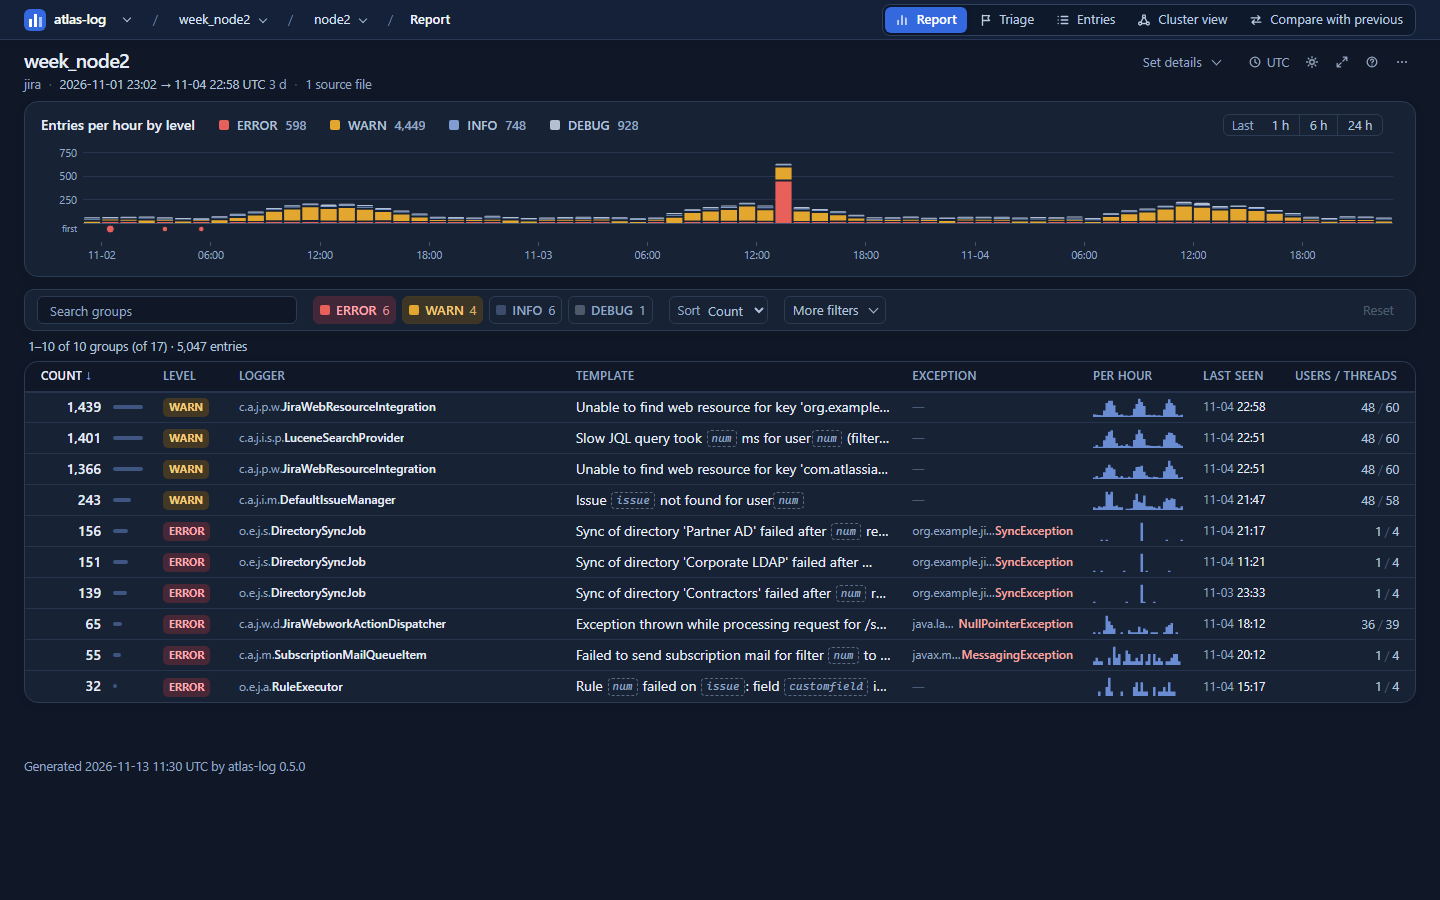 atlas-log / week_node2 / node2 / Report
Report Triage Entries Cluster view Compare with previous
week_node2
Set details UTC
jira · 2026-11-01 23:02 → 11-04 22:58 UTC 3 d · 1 source file
Entries per hour by level ERROR 598 WARN 4,449 INFO 748 DEBUG 928
Last 1 h 6 h 24 h
750
500
250
first
11-02 06:00 12:00 18:00 11-03 06:00 12:00 18:00 11-04 06:00 12:00 18:00
Search groups ERROR 6 WARN 4 INFO 6 DEBUG 1 Sort Count More filters Reset
1–10 of 10 groups (of 17) · 5,047 entries
COUNT ↓ LEVEL LOGGER TEMPLATE EXCEPTION PER HOUR LAST SEEN USERS / THREADS
1,439 WARN c.a.j.p.w.JiraWebResourceIntegration Unable to find web resource for key 'org.example... — 11-04 22:58 48 / 60
1,401 WARN c.a.j.i.s.p.LuceneSearchProvider Slow JQL query took num ms for user num (filter... — 11-04 22:51 48 / 60
1,366 WARN c.a.j.p.w.JiraWebResourceIntegration Unable to find web resource for key 'com.atlassia... — 11-04 22:51 48 / 60
243 WARN c.a.j.i.m.DefaultIssueManager Issue issue not found for user num — 11-04 21:47 48 / 58
156 ERROR o.e.j.s.DirectorySyncJob Sync of directory 'Partner AD' failed after num re... org.example.ji...SyncException 11-04 21:17 1 / 4
151 ERROR o.e.j.s.DirectorySyncJob Sync of directory 'Corporate LDAP' failed after ... org.example.ji...SyncException 11-04 11:21 1 / 4
139 ERROR o.e.j.s.DirectorySyncJob Sync of directory 'Contractors' failed after num r... org.example.ji...SyncException 11-03 23:33 1 / 4
65 ERROR c.a.j.w.d.JiraWebworkActionDispatcher Exception thrown while processing request for /s... java.la... NullPointerException 11-04 18:12 36 / 39
55 ERROR c.a.j.m.SubscriptionMailQueueItem Failed to send subscription mail for filter num to ... javax.m...MessagingException 11-04 20:12 1 / 4
32 ERROR o.e.j.a.RuleExecutor Rule num failed on issue: field customfield i... — 11-04 15:17 1 / 4
Generated 2026-11-13 11:30 UTC by atlas-log 0.5.0